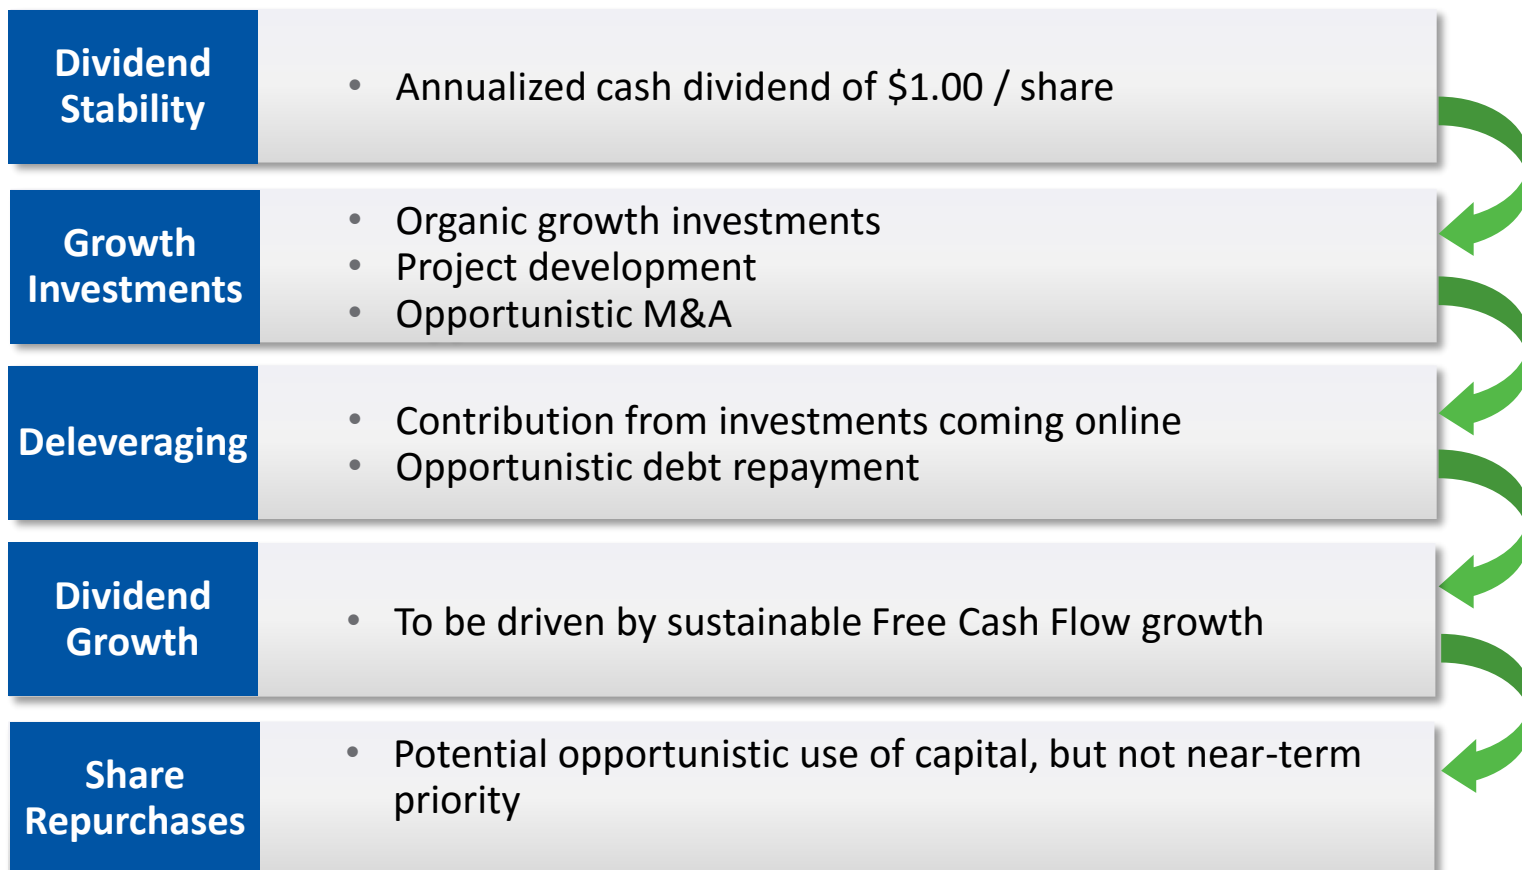 Dividend
Stability
• Annualized cash dividend of $1.00 / share
Growth
Investments
• Organic growth investments
• Project development
• Opportunistic M&A
Deleveraging
• Contribution from investments coming online
• Opportunistic debt repayment
Dividend
Growth
• To be driven by sustainable Free Cash Flow growth
Share
Repurchases
• Potential opportunistic use of capital, but not near-term
priority